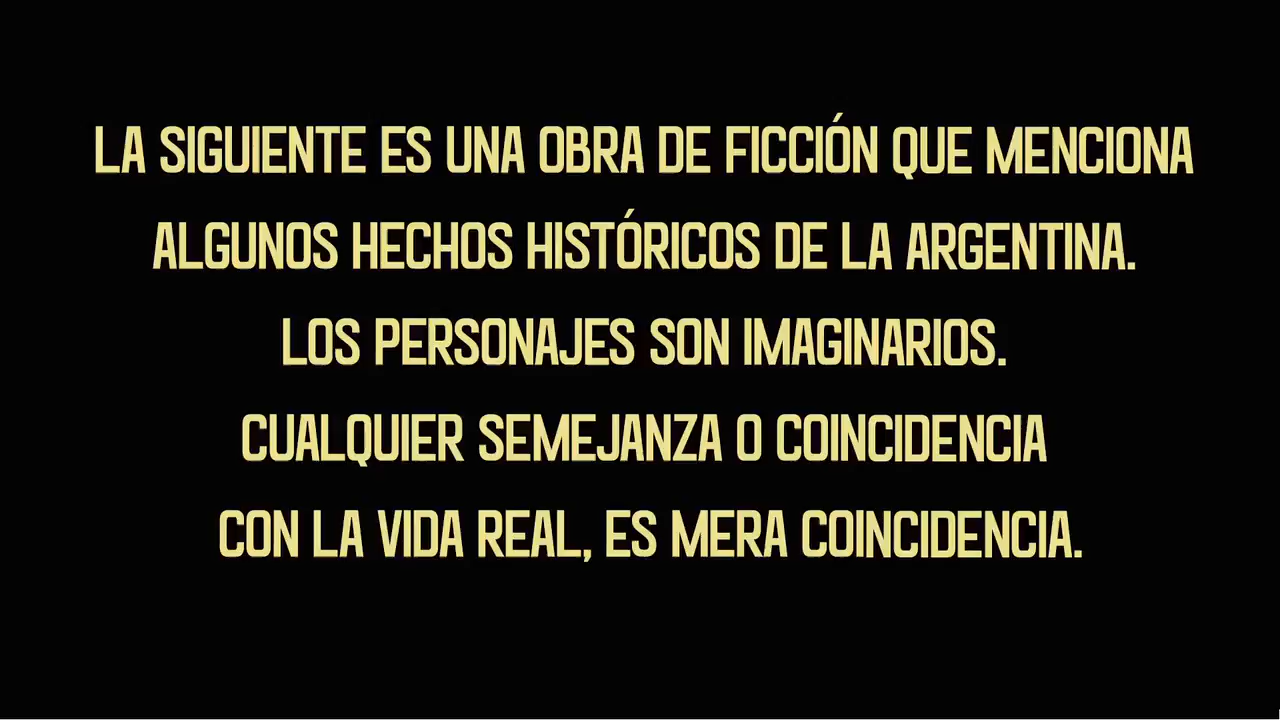 LA SIGUIENTE ES UNA OBRA DE FICCIÓN QUE MENCIONA
ALGUNOS HECHOS HISTÓRICOS DE LA ARGENTINA.
LOS PERSONAJES SON IMAGINARIOS.
CUALQUIER SEMEJANZA O COINCIDENCIA
CON LA VIDA REAL, ES MERA COINCIDENCIA.